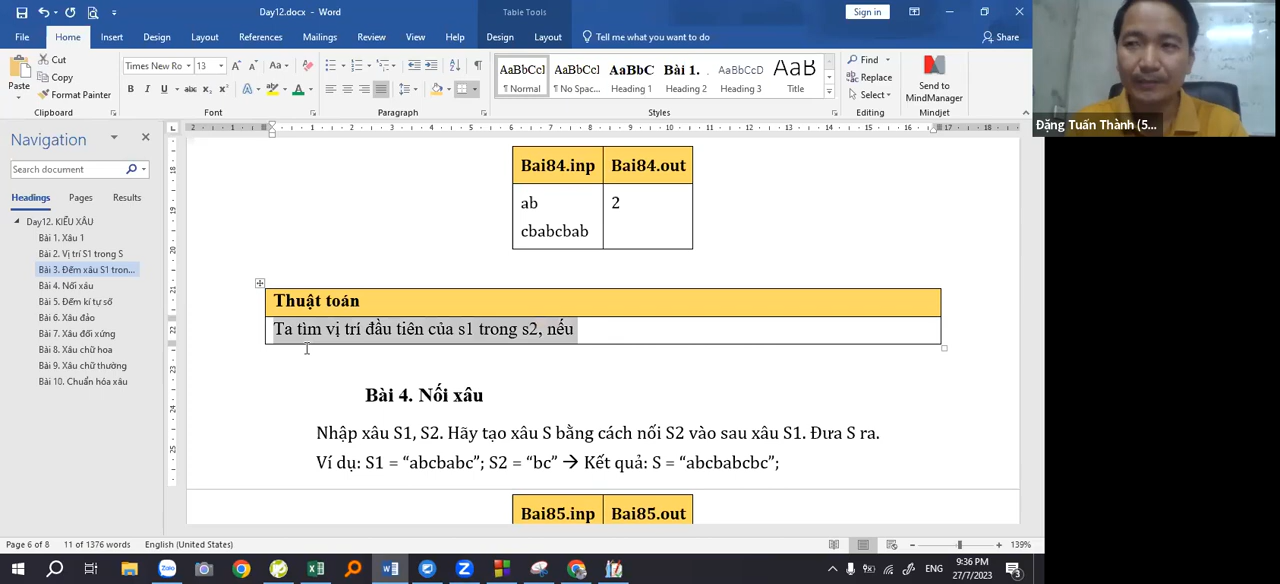 Day12.docx - Word
Table Tools
Sign in
File
Home
Insert
Design
Layout
References
Mailings
Review
View
Help
Design
Layout
Tell me what you want to do
Share
Paste
Cut
Copy
Format Painter
Clipboard
Times New Ro
13
Font
Paragraph
AaBbCcI
¶ Normal
AaBbCcI
¶ No Spac...
AaBbC
Heading 1
Bài 1.
Heading 2
AaBbCcD
Heading 3
AaB
Title
Styles
Find
Replace
Select
Editing
Send to
MindManager
Mindjet
Đặng Tuấn Thành (5...
Navigation
Search document
Headings
Pages
Results
Day12. KIỂU XÂU
Bài 1. Xâu 1
Bài 2. Vị trí S1 trong S
Bài 3. Đếm xâu S1 tron...
Bài 4. Nối xâu
Bài 5. Đếm kí tự số
Bài 6. Xâu đảo
Bài 7. Xâu đối xứng
Bài 8. Xâu chữ hoa
Bài 9. Xâu chữ thường
Bài 10. Chuẩn hóa xâu
Bai84.inp
Bai84.out
ab
2
cbabcbab
Thuật toán
Ta tìm vị trí đầu tiên của s1 trong s2, nếu
Bài 4. Nối xâu
Nhập xâu S1, S2. Hãy tạo xâu S bằng cách nối S2 vào sau xâu S1. Đưa S ra.
Ví dụ: S1 = “abcbabc”; S2 = “bc” → Kết quả: S = “abcbabcbc”;
Bai85.inp
Bai85.out
Page 6 of 8
11 of 1376 words
English (United States)
139%
ENG
9:36 PM
27/7/2023